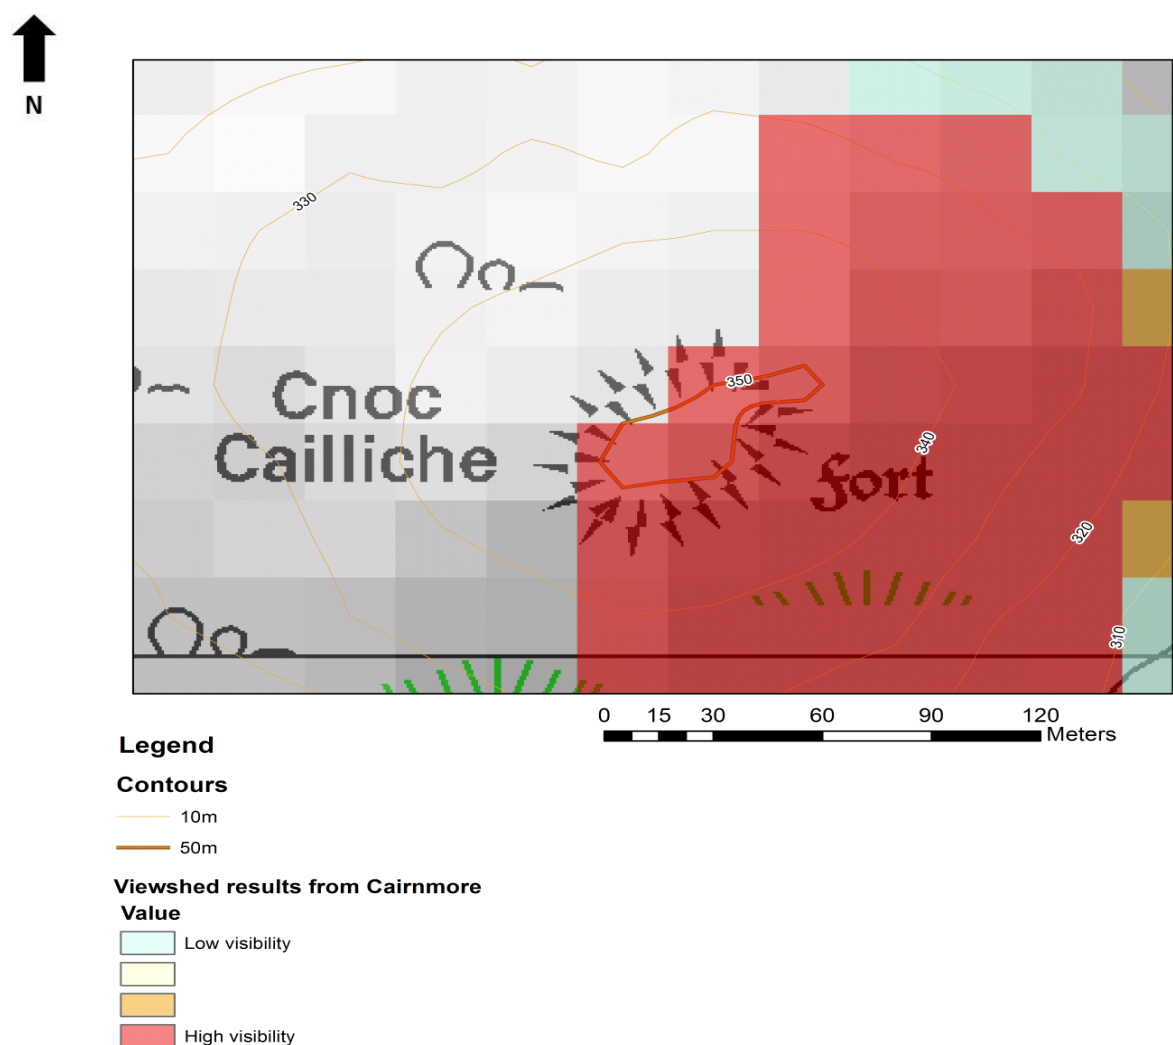 N
330
350
Cnoc
Cailliche
Fort
340
320
310
0 15 30 60 90 120
Meters
Legend
Contours
10m
50m
Viewshed results from Cairnmore
Value
Low visibility
High visibility